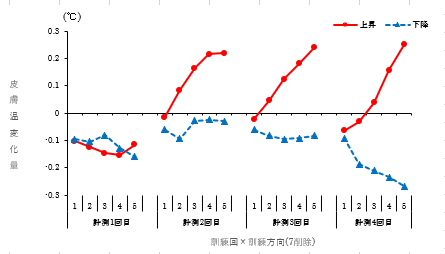 (℃)
上昇 下降
0.3
0.2
0.1
0
-0.1
-0.2
-0.3
皮膚温変化量
1 2 3 4 5 1 2 3 4 5 1 2 3 4 5 1 2 3 4 5
計測1回目 計測2回目 計測3回目 計測4回目
訓練回×訓練方向(7削除)